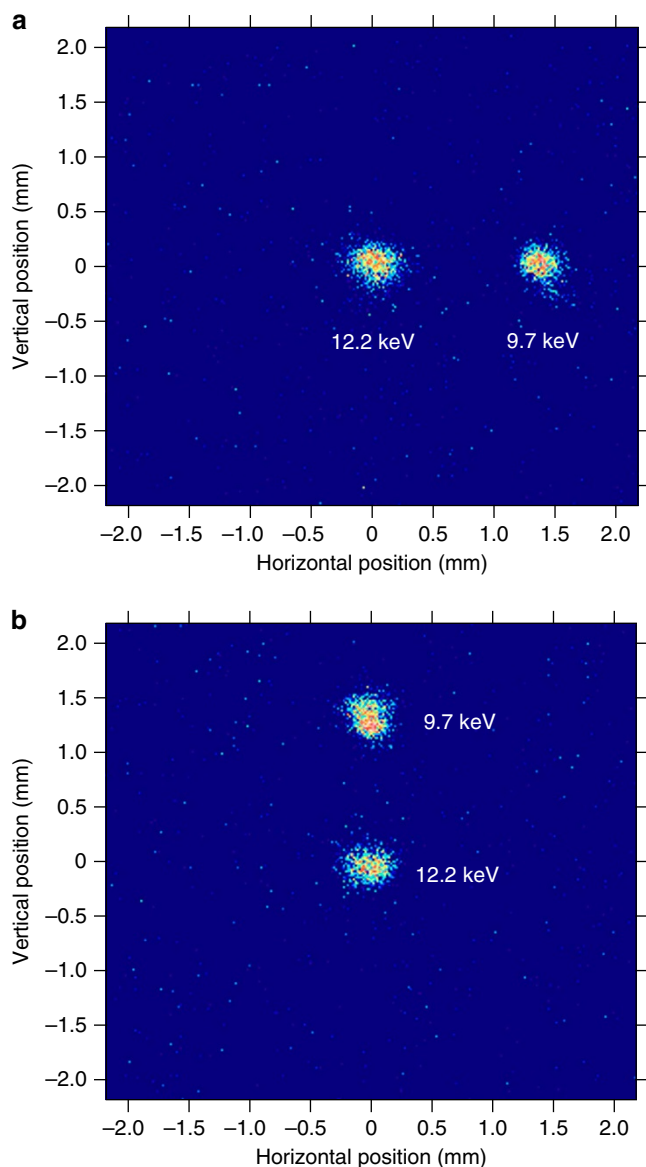 a
2.0
1.5
1.0
0.5
0
–0.5
–1.0
–1.5
–2.0
Vertical position (mm)
12.2 keV 9.7 keV
–2.0 –1.5 –1.0 –0.5 0 0.5 1.0 1.5 2.0
Horizontal position (mm)
b
2.0
1.5
1.0
0.5
0
–0.5
–1.0
–1.5
–2.0
Vertical position (mm)
9.7 keV
12.2 keV
–2.0 –1.5 –1.0 –0.5 0 0.5 1.0 1.5 2.0
Horizontal position (mm)